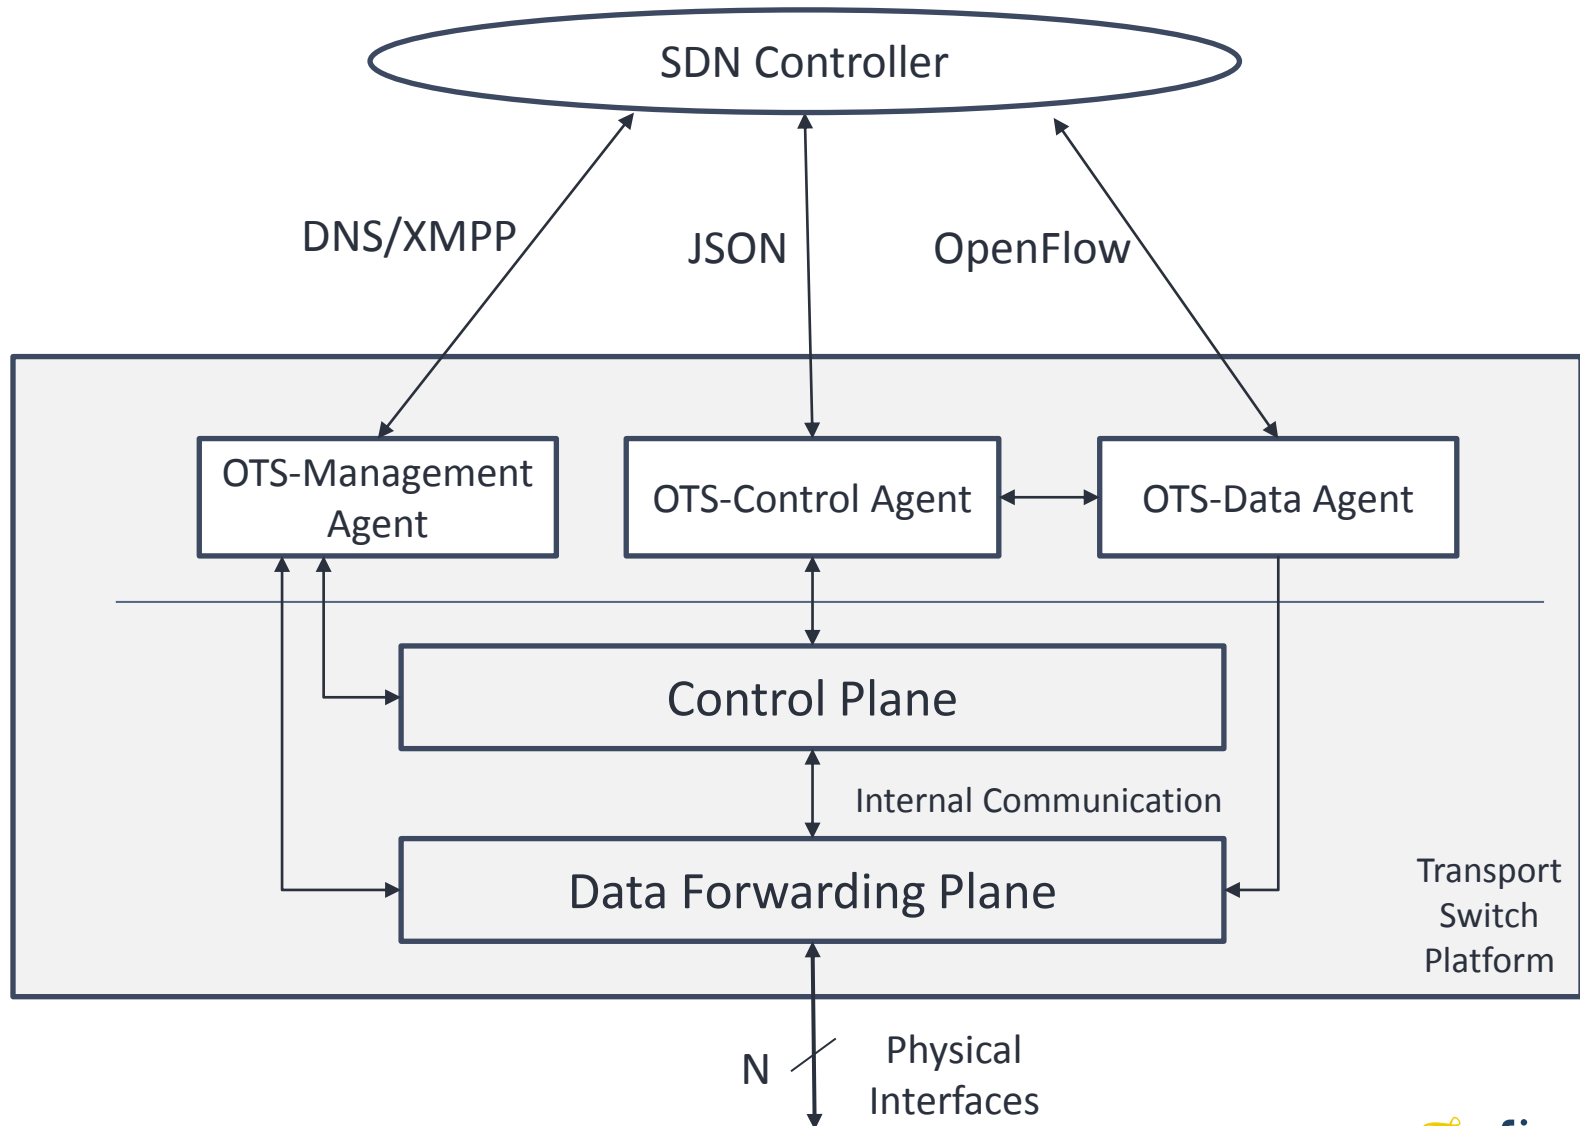 SDN Controller
DNS/XMPP
JSON
OpenFlow
OTS-Management
Agent
OTS-Control Agent
OTS-Data Agent
Control Plane
Internal Communication
Data Forwarding Plane
Transport
Switch
Platform
N
Physical
Interfaces